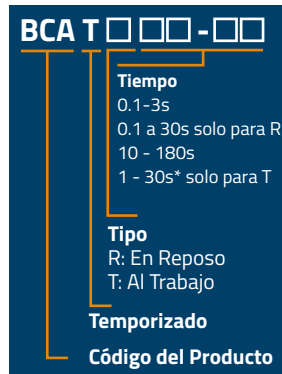 BCA T □ □□-□□
Tiempo
0.1-3s
0.1 a 30s solo para R
10 - 180s
1 - 30s* solo para T
Tipo
R: En Reposo
T: Al Trabajo
Temporizado
Código del Producto